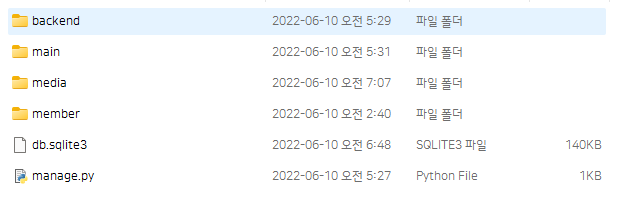 backend 2022-06-10 오전 5:29 파일 폴더
main 2022-06-10 오전 5:31 파일 폴더
media 2022-06-10 오전 7:07 파일 폴더
member 2022-06-10 오전 2:40 파일 폴더
db.sqlite3 2022-06-10 오전 6:48 SQLITE3 파일 140KB
manage.py 2022-06-10 오전 5:27 Python File 1KB